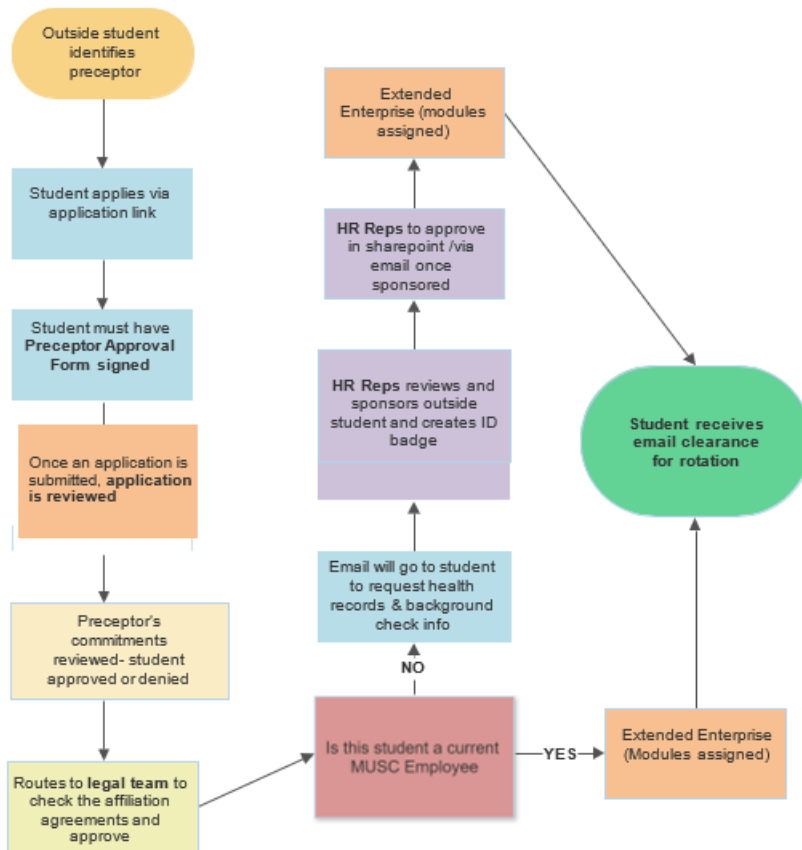 Outside student
identifies
preceptor
Student applies via
application link
Student must have
Preceptor Approval
Form signed
Once an application is
submitted, application
is reviewed
Preceptor's
commitments
reviewed- student
approved or denied
Routes to legal team to
check the affiliation
agreements and
approve
Is this student a current
MUSC Employee
NO
Email will go to student
to request health
records & background
check info
HR Reps reviews and
sponsors outside
student and creates ID
badge
HR Reps to approve
in sharepoint /via
email once
sponsored
Extended
Enterprise (modules
assigned)
YES
Extended Enterprise
(Modules assigned)
Student receives
email clearance
for rotation